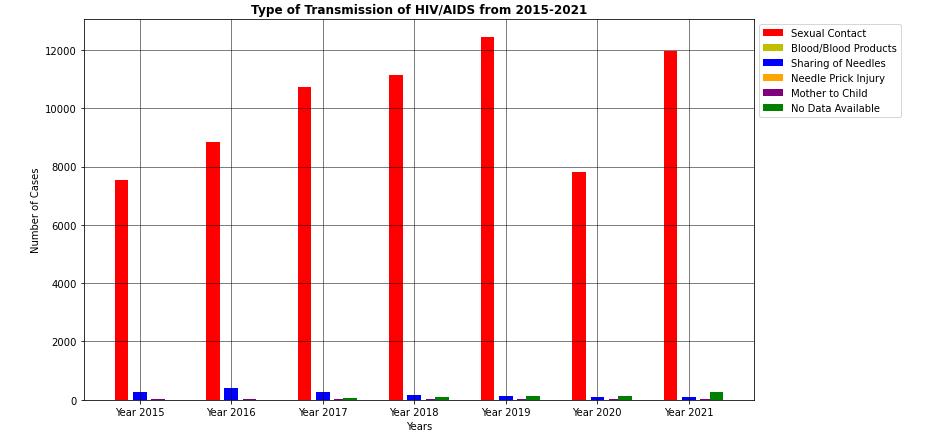 Type of Transmission of HIV/AIDS from 2015-2021
Sexual Contact
Blood/Blood Products
Sharing of Needles
Needle Prick Injury
Mother to Child
No Data Available
12000
10000
8000
6000
4000
2000
0
Number of Cases
Year 2015
Year 2016
Year 2017
Year 2018
Year 2019
Year 2020
Year 2021
Years